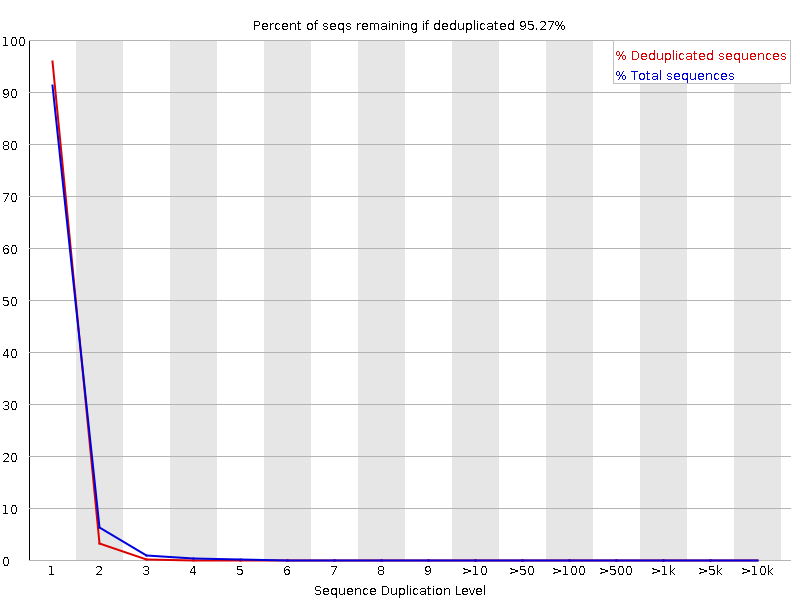 Percent of seqs remaining if deduplicated 95.27%
% Deduplicated sequences
% Total sequences
100
90
80
70
60
50
40
30
20
10
0
1 2 3 4 5 6 7 8 9 >10 >50 >100 >500 >1k >5k >10k
Sequence Duplication Level